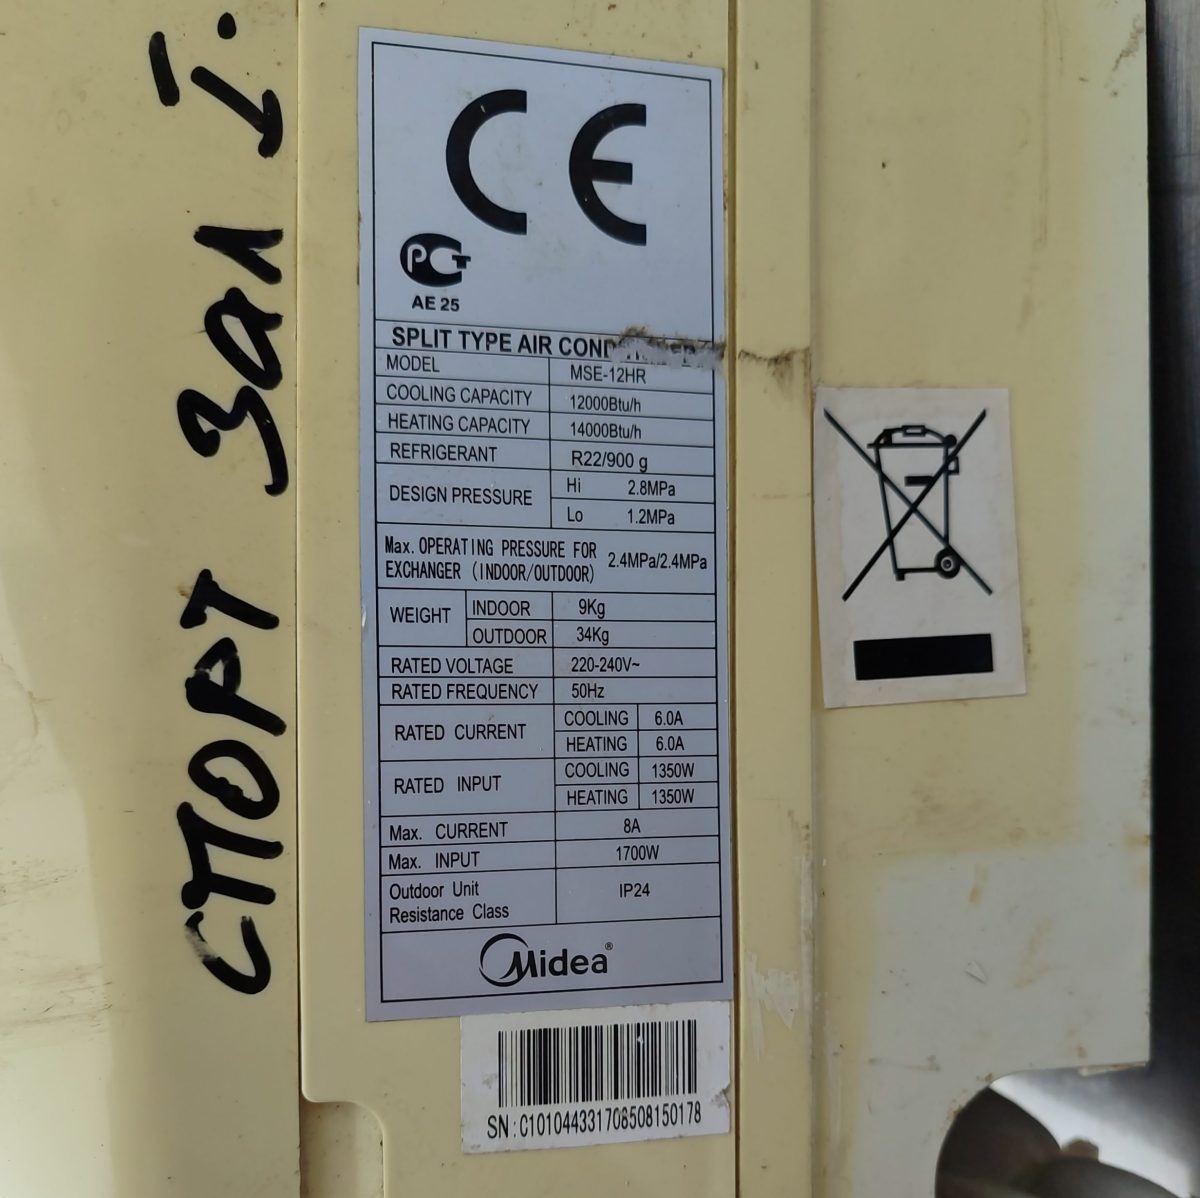 СПОРТ ЗАЛ I.
CE
PCT
AE 25
SPLIT TYPE AIR CONDITIONER
MODEL MSE-12HR
COOLING CAPACITY 12000Btu/h
HEATING CAPACITY 14000Btu/h
REFRIGERANT R22/900 g
DESIGN PRESSURE Hi 2.8MPa
Lo 1.2MPa
Max. OPERATING PRESSURE FOR
EXCHANGER (INDOOR/OUTDOOR) 2.4MPa/2.4MPa
WEIGHT INDOOR 9Kg
OUTDOOR 34Kg
RATED VOLTAGE 220-240V~
RATED FREQUENCY 50Hz
RATED CURRENT COOLING 6.0A
HEATING 6.0A
RATED INPUT COOLING 1350W
HEATING 1350W
Max. CURRENT 8A
Max. INPUT 1700W
Outdoor Unit
Resistance Class IP24
Midea®
SN:C101044331708508150178